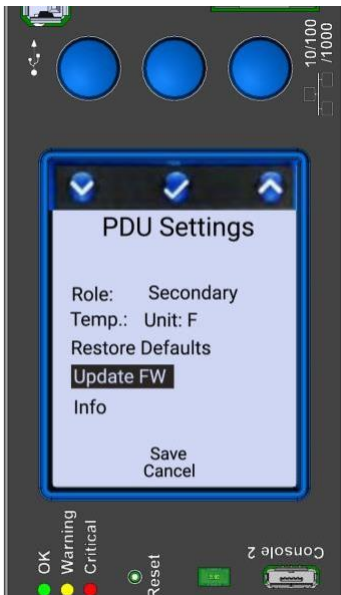 10/100
/1000
PDU Settings
Role: Secondary
Temp.: Unit: F
Restore Defaults
Update FW
Info
Save
Cancel
OK
Warning
Critical
Reset
Console 2